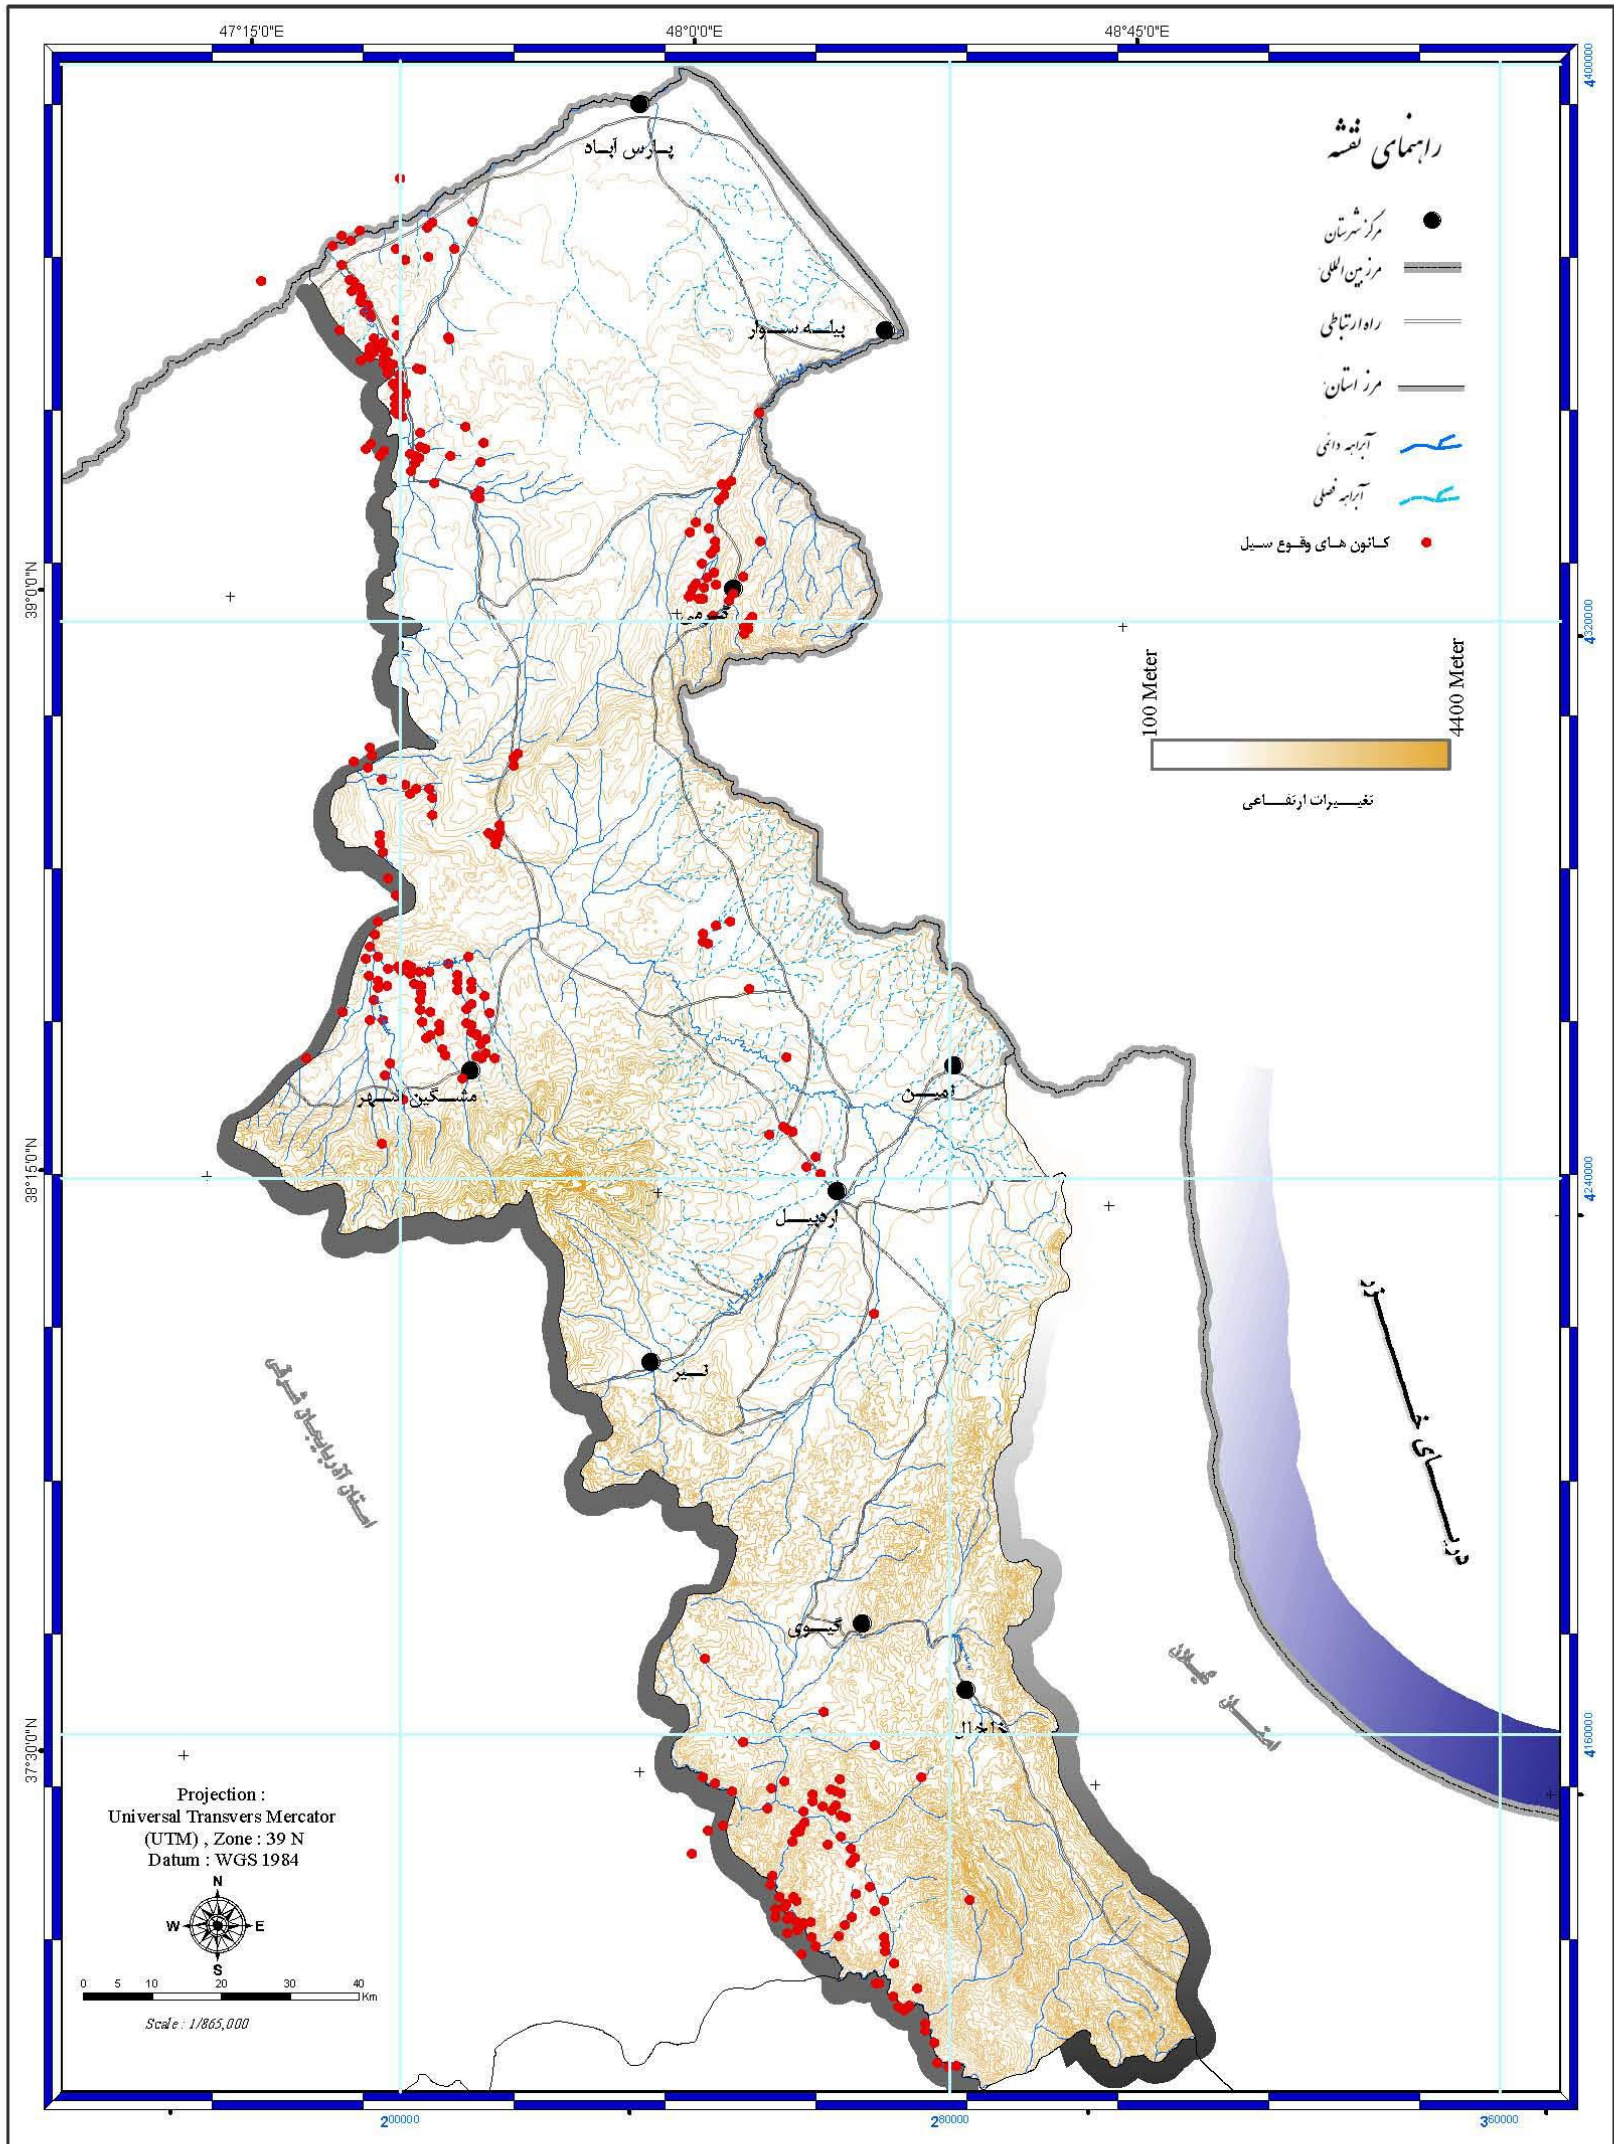 47°15'0"E
48°0'0"E
48°45'0"E
4400000
راهنمای نقشه
مرکز شهرستان
مرز بین المللی
راه ارتباطی
مرز استان
آبراهه دائمی
آبراهه فصلی
کانون های وقوع سیل
پارس آباد
بیله سوار
39°0'0"N
گرمی
4320000
100 Meter
4400 Meter
تغییرات ارتفاعی
مشگین شهر
نمین
38°15'0"N
4240000
اردبیل
نیر
استان آذربایجان شرقی
دریای خزر
گیوی
استان گیلان
خلخال
37°30'0"N
4160000
Projection :
Universal Transvers Mercator
(UTM) , Zone : 39 N
Datum : WGS 1984
N
W E
S
0 5 10 20 30 40
Km
Scale : 1/865,000
200000
280000
360000